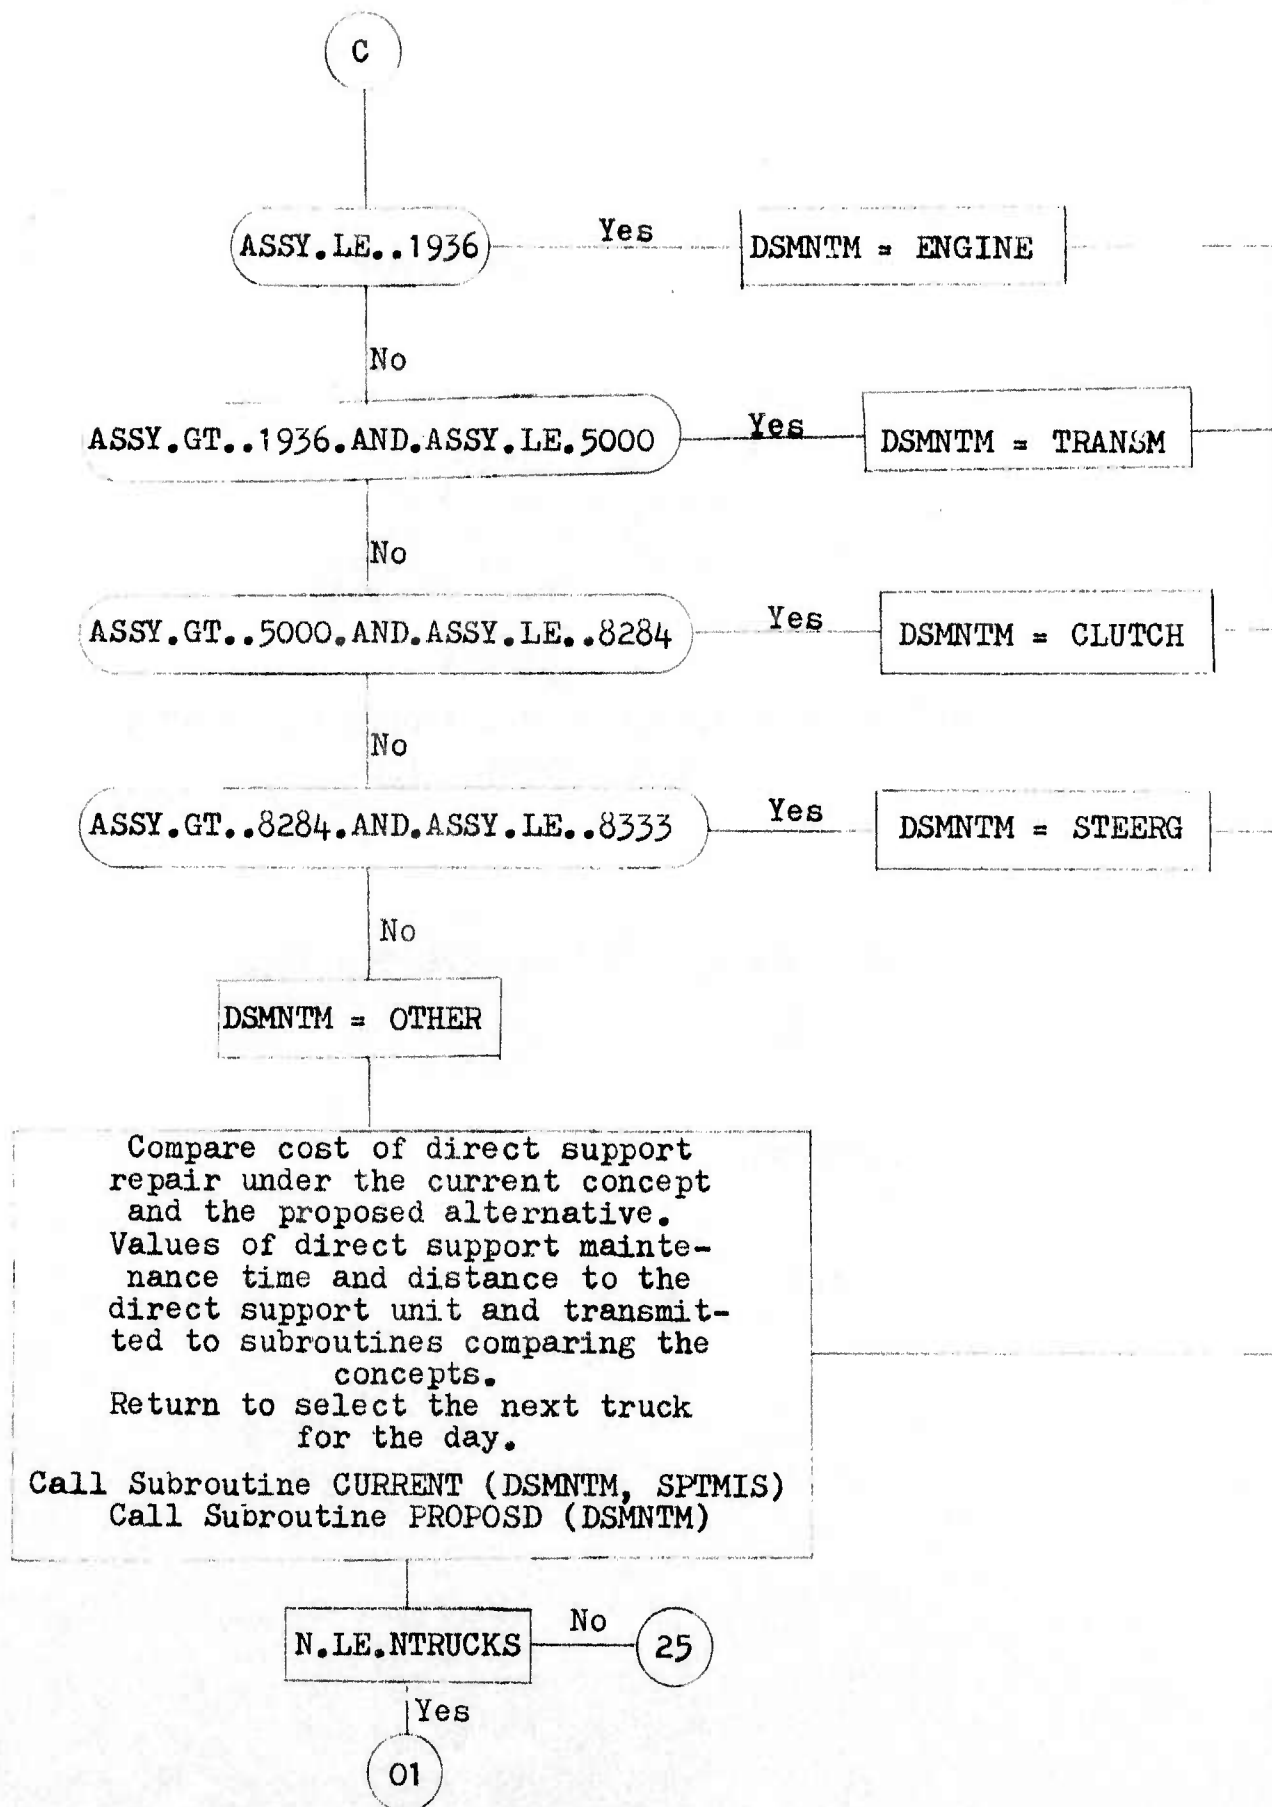 C
ASSY.LE..1936
Yes
DSMNTM = ENGINE
No
ASSY.GT..1936.AND.ASSY.LE.5000
Yes
DSMNTM = TRANSM
No
ASSY.GT..5000.AND.ASSY.LE..8284
Yes
DSMNTM = CLUTCH
No
ASSY.GT..8284.AND.ASSY.LE..8333
Yes
DSMNTM = STEERG
No
DSMNTM = OTHER
Compare cost of direct support
repair under the current concept
and the proposed alternative.
Values of direct support mainte-
nance time and distance to the
direct support unit and transmit-
ted to subroutines comparing the
concepts.
Return to select the next truck
for the day.
Call Subroutine CURRENT (DSMNTM, SPTMIS)
Call Subroutine PROPOSD (DSMNTM)
N.LE.NTRUCKS
No
25
Yes
01